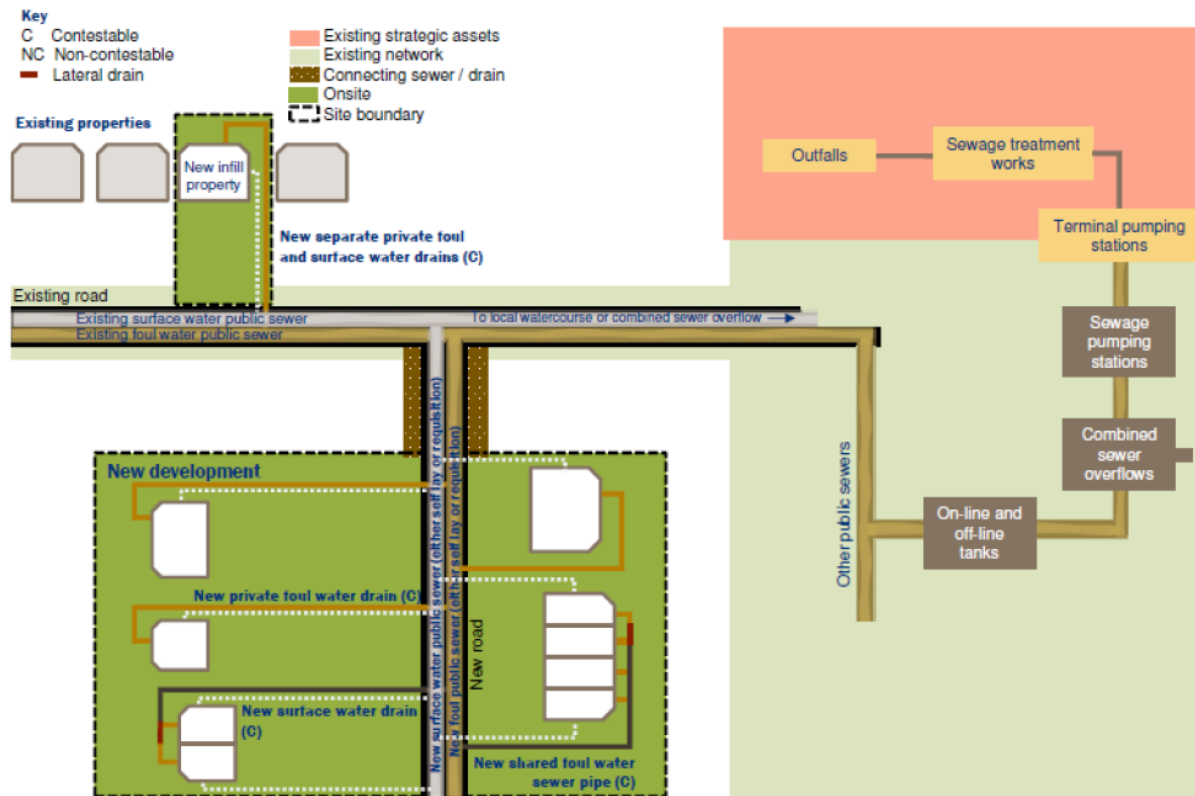 Key
C Contestable
NC Non-contestable
Lateral drain
Existing strategic assets
Existing network
Connecting sewer / drain
Onsite
Site boundary
Existing properties
New infill
property
New separate private foul
and surface water drains (C)
Existing road
Existing surface water public sewer
To local watercourse or combined sewer overflow
Existing foul water public sewer
Outfalls
Sewage treatment
works
Terminal pumping
stations
Sewage
pumping
stations
Combined
sewer
overflows
On-line and
off-line
tanks
Other public sewers
New development
New surface water public sewer (either self lay or requisition)
New foul public sewer (either self lay or requisition)
New road
New private foul water drain (C)
New surface water drain
(C)
New shared foul water
sewer pipe (C)